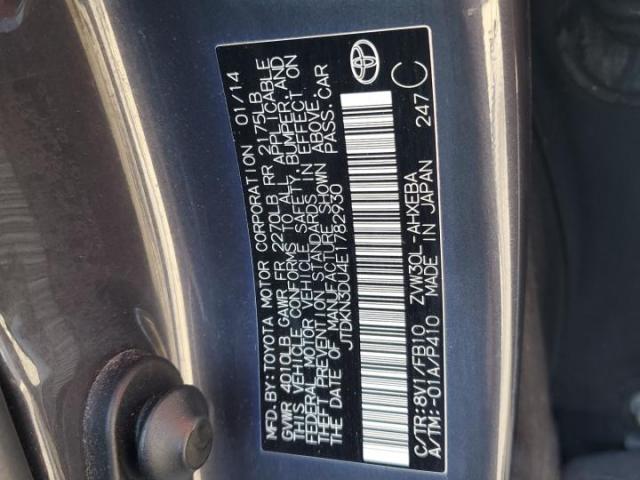 MFD. BY: TOYOTA MOTOR CORPORATION 01/14
GVWR 4010LB GAWR FR 2270LB RR 2175LB
THIS VEHICLE CONFORMS TO ALL APPLICABLE
FEDERAL MOTOR VEHICLE SAFETY, BUMPER, AND
THEFT PREVENTION STANDARDS IN EFFECT ON
THE DATE OF MANUFACTURE SHOWN ABOVE.
JTDKN3DU4E1782930 PASS. CAR
C/TR: 8V1/FB10 ZVW30L-AHXEBA 247 C
A/TM: -01A/P410 MADE IN JAPAN